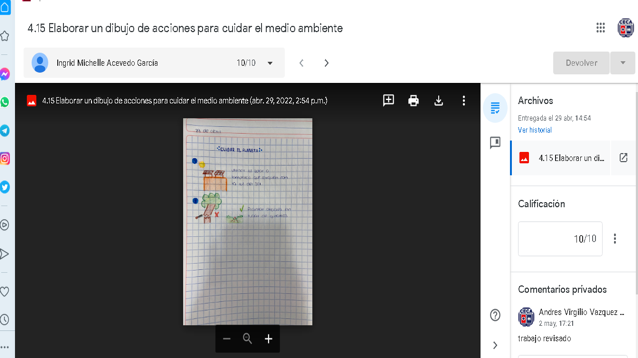 4.15 Elaborar un dibujo de acciones para cuidar el medio ambiente
Ingrid Michellle Acevedo García
10/10
Devolver
4.15 Elaborar un dibujo de acciones para cuidar el medio ambiente (abr. 29, 2022, 2:54 p.m.)
Archivos
Entregada el 29 abr, 14:54
Ver historial
4.15 Elaborar un di...
Calificación
10/10
Comentarios privados
Andres Virgilio Vazquez ...
2 may, 17:21
trabajo revisado